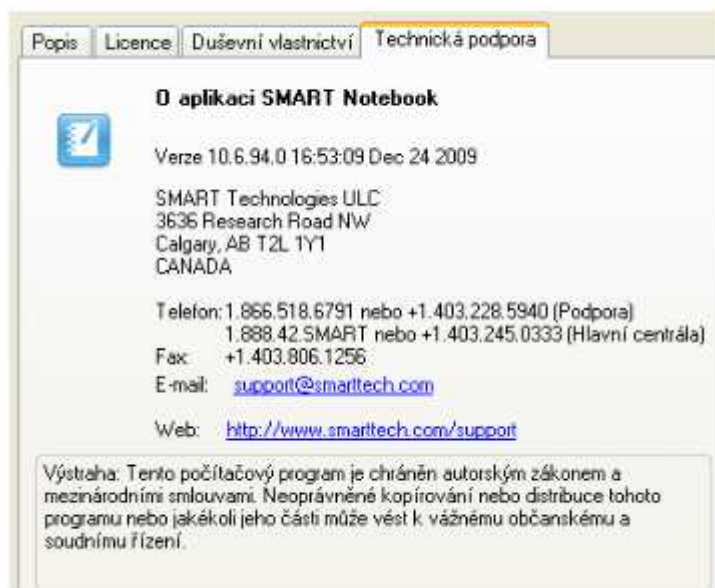 Popis Licence Duševní vlastnictví Technická podpora
O aplikaci SMART Notebook
Verze 10.6.94.0 16:53:09 Dec 24 2009
SMART Technologies ULC
3636 Research Road NW
Calgary, AB T2L 1Y1
CANADA
Telefon: 1.866.518.6791 nebo +1.403.228.5940 (Podpora)
1.888.42.SMART nebo +1.403.245.0333 (Hlavní centrála)
Fax: +1.403.806.1256
E-mail: support@smarttech.com
Web: http://www.smarttech.com/support
Výstraha: Tento počítačový program je chráněn autorským zákonem a
mezinárodními smlouvami. Neoprávněné kopírování nebo distribuce tohoto
programu nebo jakékoli jeho části může vést k vážnému občanskému a
soudnímu řízení.